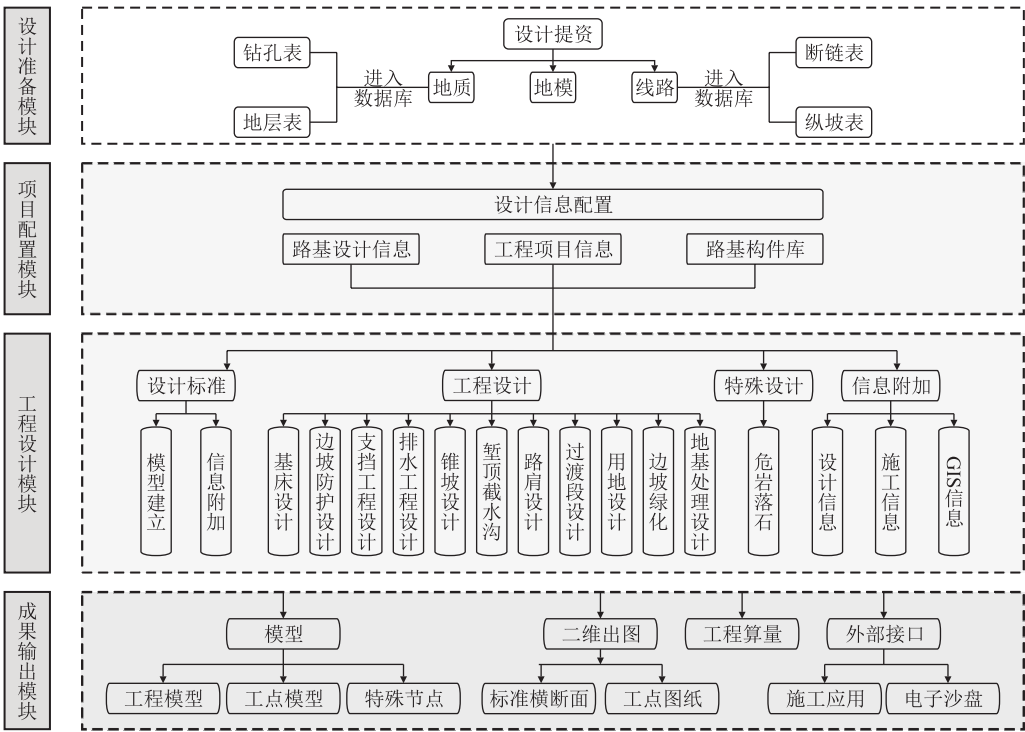 设计准备模块
设计提资
钻孔表
地层表
进入
数据库
地质
地模
线路
进入
数据库
断链表
纵坡表
项目配置模块
设计信息配置
路基设计信息
工程项目信息
路基构件库
工程设计模块
设计标准
工程设计
特殊设计
信息附加
模型建立
信息附加
基床设计
边坡防护设计
支挡工程设计
排水工程设计
锥坡设计
堑顶截水沟
路肩设计
过渡段设计
用地设计
边坡绿化
地基处理设计
危岩落石
设计信息
施工信息
GIS信息
成果输出模块
模型
二维出图
工程算量
外部接口
工程模型
工点模型
特殊节点
标准横断面
工点图纸
施工应用
电子沙盘